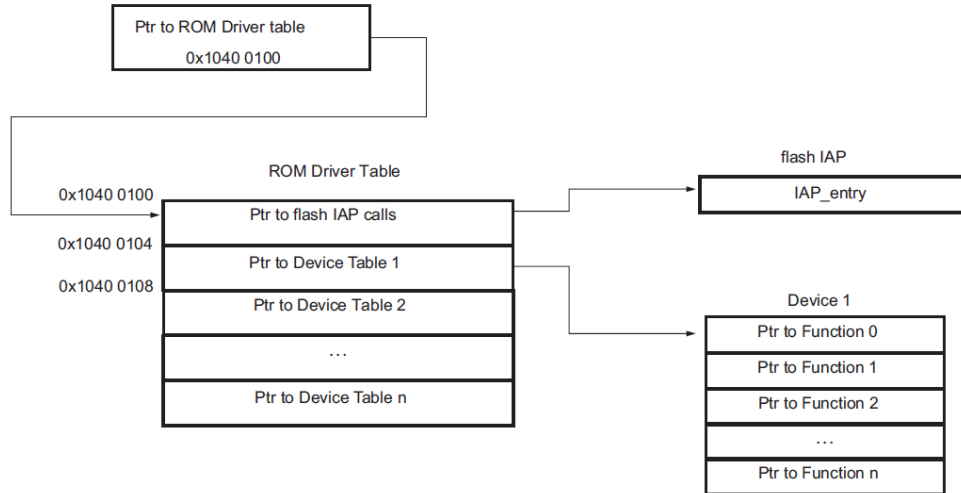 Ptr to ROM Driver table
0x1040 0100
ROM Driver Table
0x1040 0100
Ptr to flash IAP calls
0x1040 0104
Ptr to Device Table 1
0x1040 0108
Ptr to Device Table 2
…
Ptr to Device Table n
flash IAP
IAP_entry
Device 1
Ptr to Function 0
Ptr to Function 1
Ptr to Function 2
…
Ptr to Function n